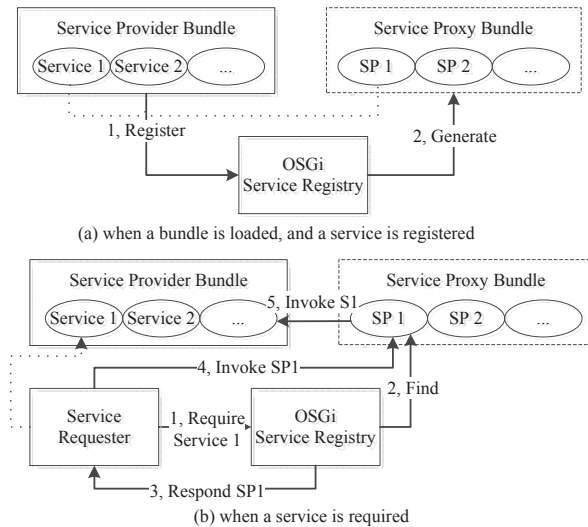 Service Provider Bundle
Service Proxy Bundle
Service 1
Service 2
...
SP 1
SP 2
...
1, Register
2, Generate
OSGi
Service Registry
(a) when a bundle is loaded, and a service is registered
Service Provider Bundle
Service Proxy Bundle
5, Invoke S1
Service 1
Service 2
...
SP 1
SP 2
...
4, Invoke SP1
2, Find
Service
Requester
1, Require
Service 1
OSGi
Service Registry
3, Respond SP1
(b) when a service is required